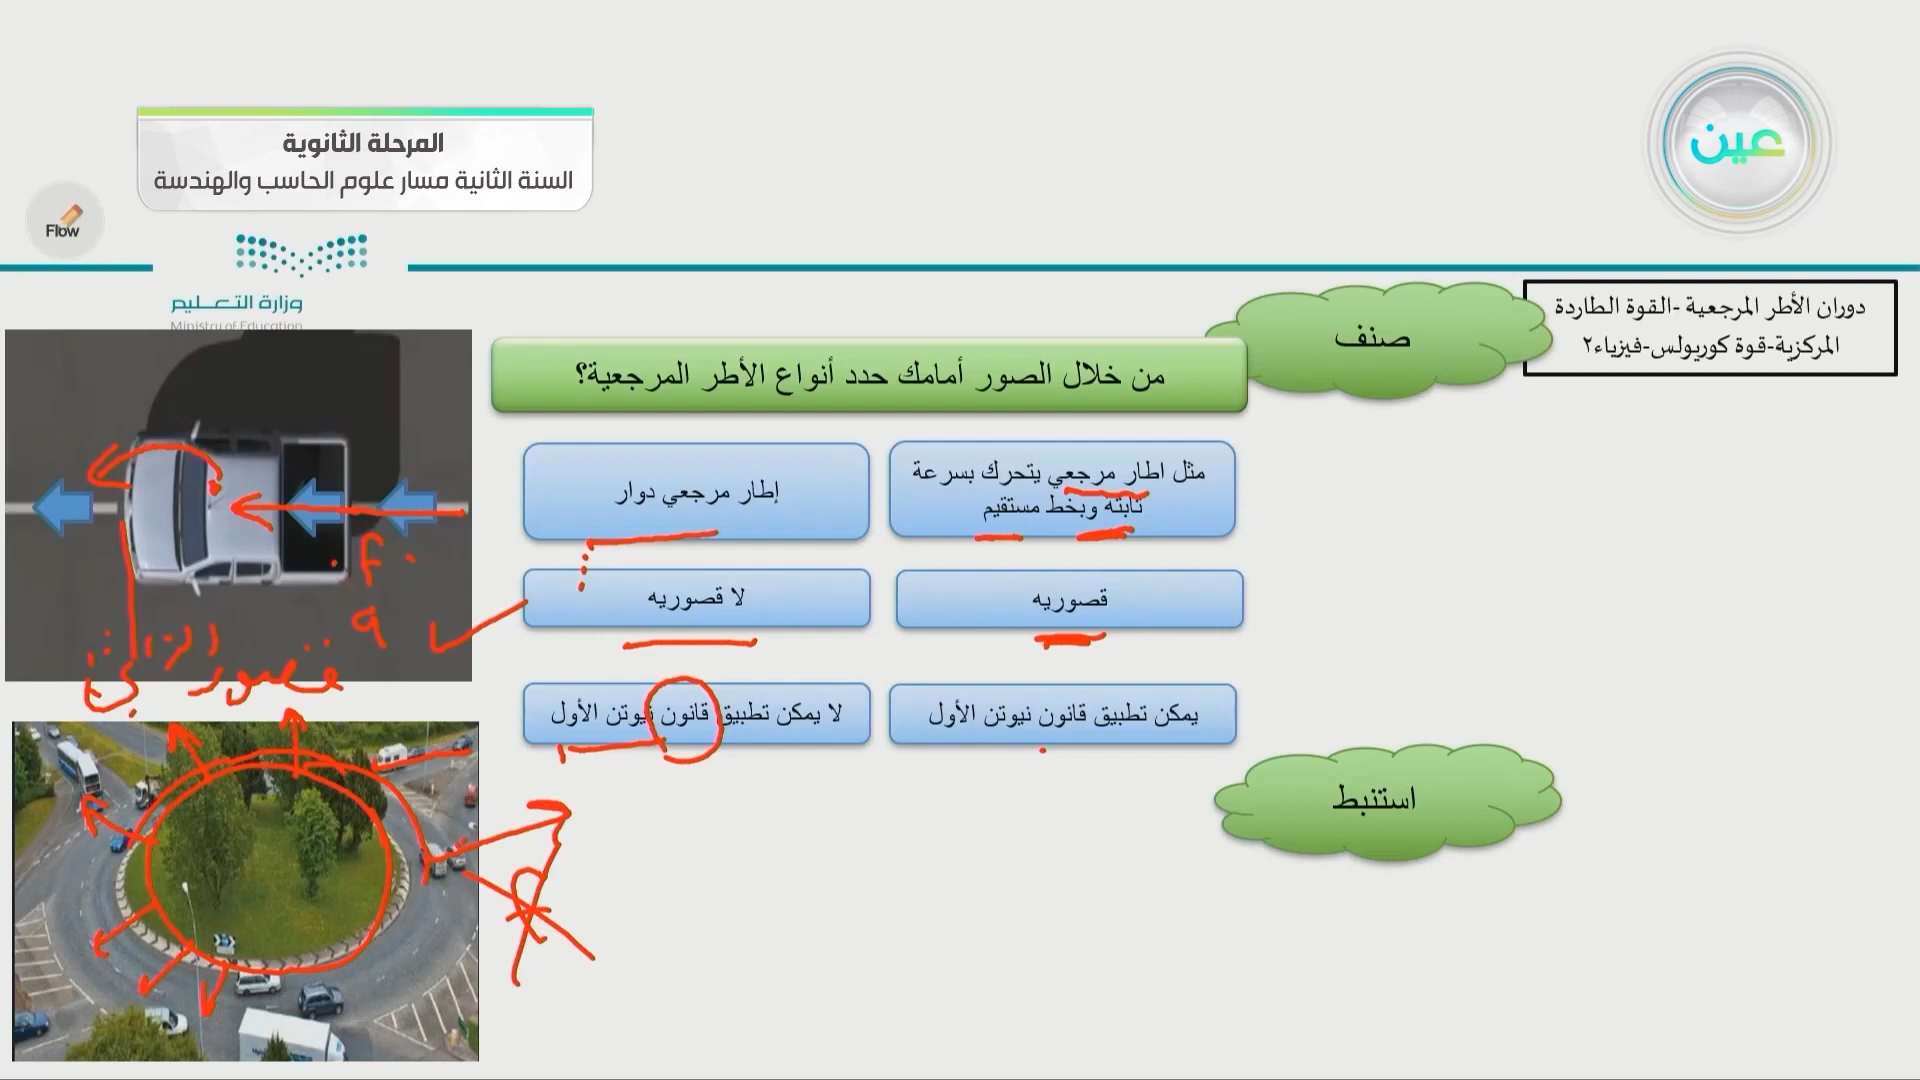 المرحلة الثانوية
السنة الثانية مسار علوم الحاسب والهندسة
عين
Flow
وزارة التعليم
Ministry of Education
دوران الأطر المرجعية -القوة الطاردة
المركزية-قوة كوريولس-فيزياء٢
صنف
من خلال الصور أمامك حدد أنواع الأطر المرجعية؟
مثل اطار مرجعي يتحرك بسرعة
ثابتة وبخط مستقيم
إطار مرجعي دوار
قصوريه
لا قصوريه
يمكن تطبيق قانون نيوتن الأول
لا يمكن تطبيق قانون نيوتن الأول
استنبط
F
a